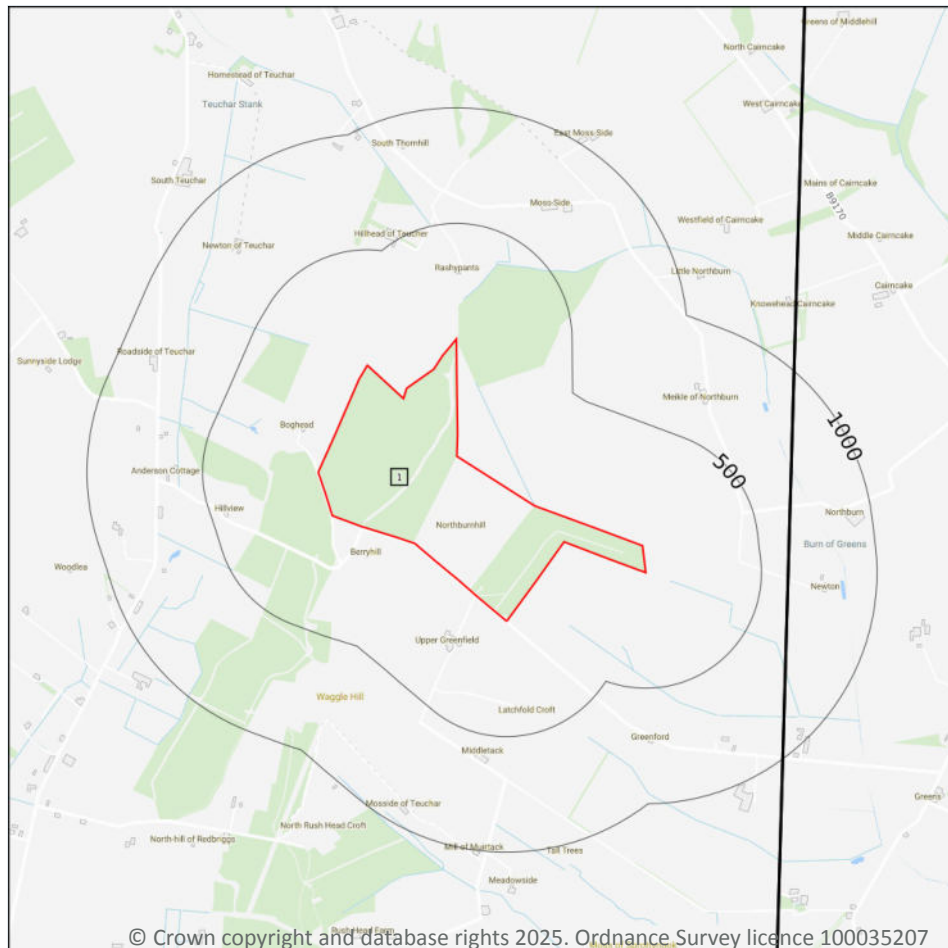 Greens of Middlehill
North Cairncake
Homestead of Teuchar
Teuchar Stank
West Cairncake
East Moss-Side
South Thornhill
South Teuchar
Mains of Cairncake
B9170
Moss-Side
Westfield of Cairncake
Hillhead of Teucher
Middle Cairncake
Newton of Teuchar
Rashypants
Little Northburn
Cairncake
Knowehead Cairncake
Roadside of Teuchar
Sunnyside Lodge
Meikle of Northburn
Boghead
1000
Anderson Cottage
500
1
Hillview
Northburn
Northburnhill
Burn of Greens
Berryhill
Woodlea
Newton
Upper Greenfield
Waggle Hill
Latchfold Croft
Greenford
Middletack
Greens
Mosside of Teuchar
North Rush Head Croft
North-hill of Redbriggs
Mill of Muirtack
Tall Trees
Meadowside
Rush Head Farm
© Crown copyright and database rights 2025. Ordnance Survey licence 100035207